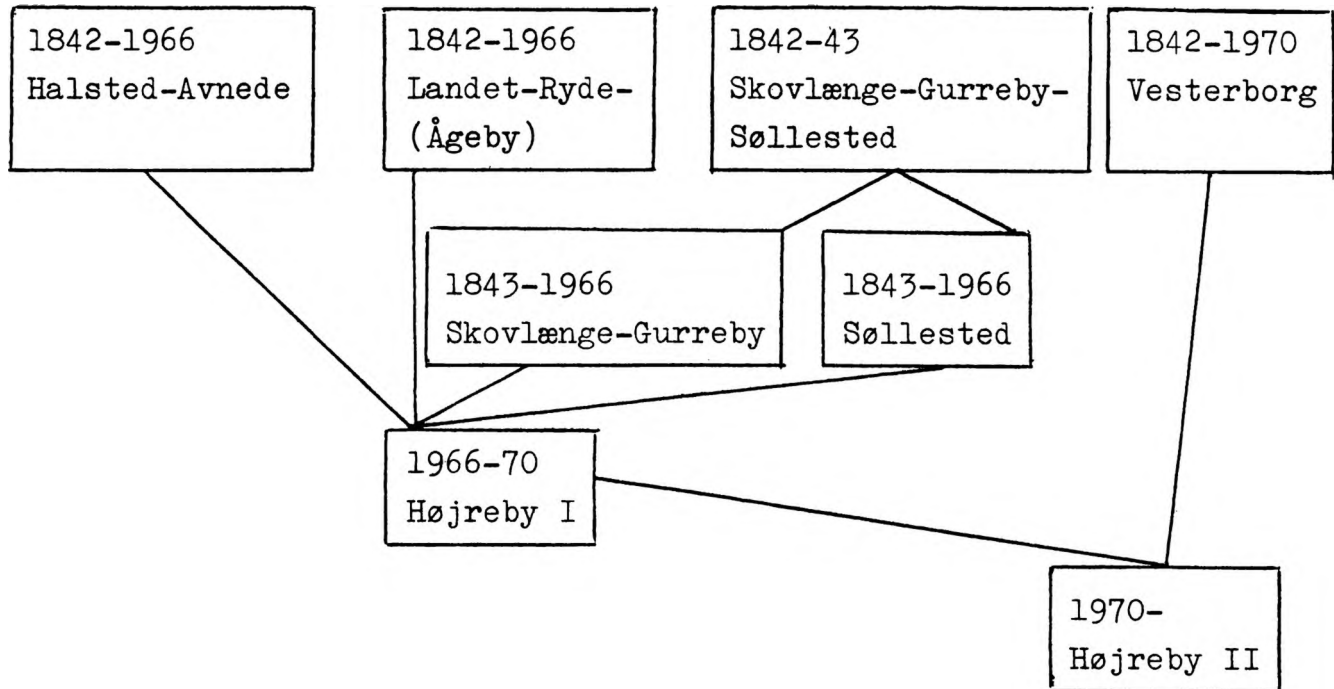 1842-1966
Halsted-Avnede
1842-1966
Landet-Ryde-
(Ågeby)
1842-43
Skovlænge-Gurreby-
Søllested
1842-1970
Vesterborg
1843-1966
Skovlænge-Gurreby
1843-1966
Søllested
1966-70
Højreby I
1970-
Højreby II